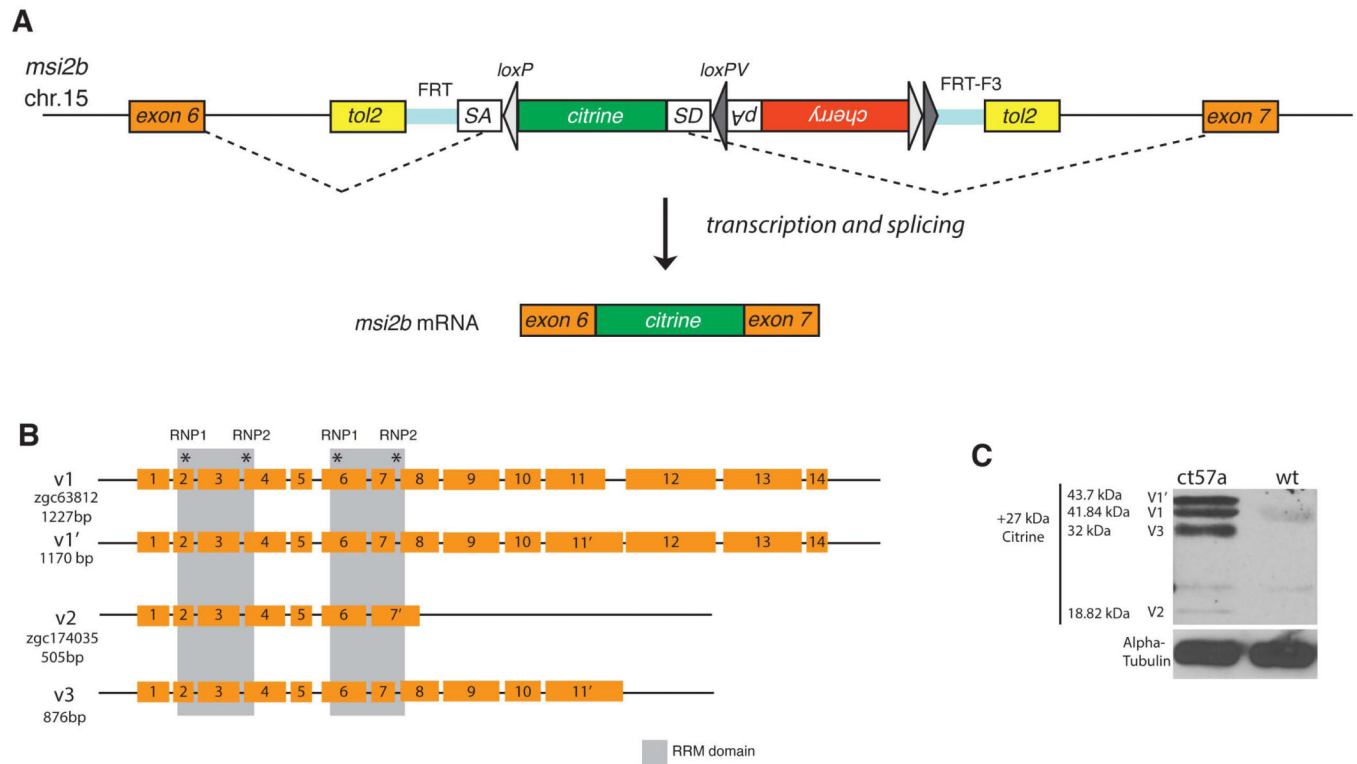 A
msi2b
chr.15
exon 6
tol2
FRT
SA
loxP
citrine
SD
loxPV
pA
cherry
FRT-F3
tol2
exon 7
transcription and splicing
msi2b mRNA
exon 6
citrine
exon 7
B
RNP1
RNP2
RNP1
RNP2
* * * *
v1
zgc63812
1227bp
1 2 3 4 5 6 7 8 9 10 11 12 13 14
v1'
1170 bp
1 2 3 4 5 6 7 8 9 10 11' 12 13 14
v2
zgc174035
505bp
1 2 3 4 5 6 7'
v3
876bp
1 2 3 4 5 6 7 8 9 10 11'
RRM domain
C
ct57a
wt
+27 kDa
Citrine
43.7 kDa V1'
41.84 kDa V1
32 kDa V3
18.82 kDa V2
Alpha-
Tubulin